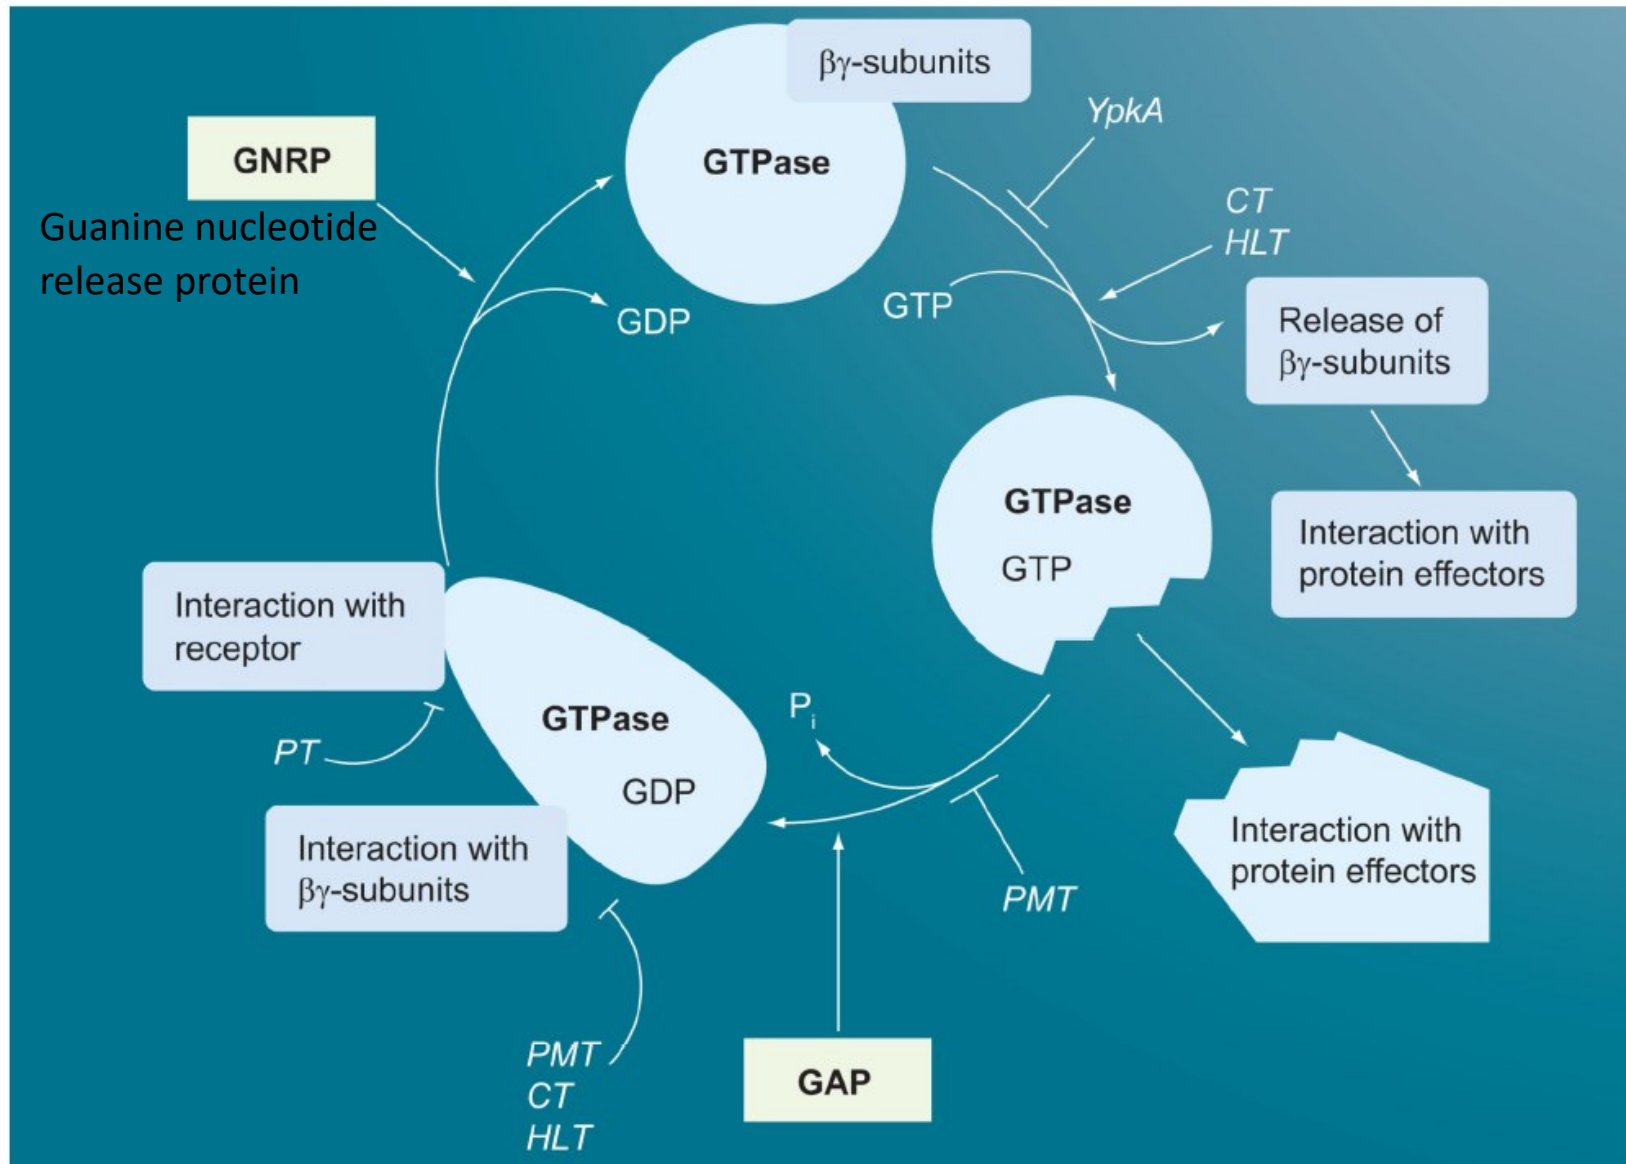 βγ-subunits
YpkA
GNRP
GTPase
Guanine nucleotide
release protein
CT
HLT
GDP
GTP
Release of
βγ-subunits
GTPase
GTP
Interaction with
protein effectors
Interaction with
receptor
PT
GTPase
GDP
Pi
Interaction with
βγ-subunits
PMT
Interaction with
protein effectors
PMT
CT
HLT
GAP